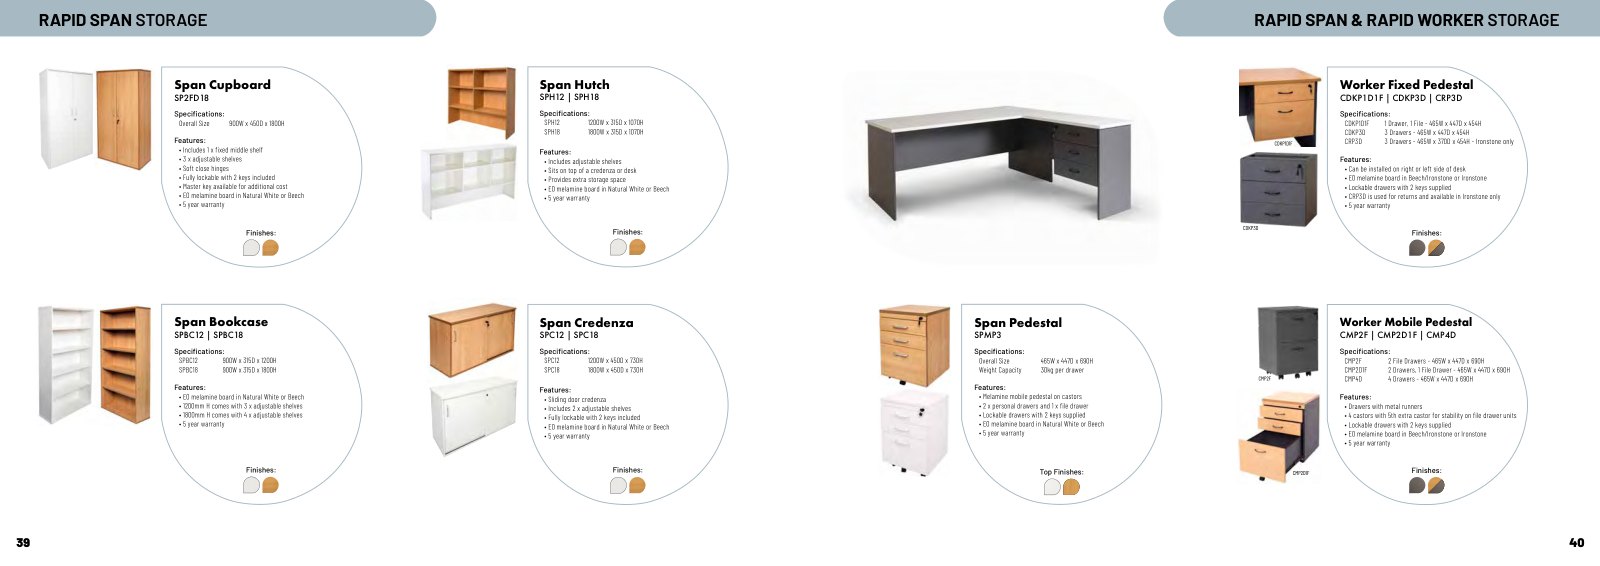 RAPID SPAN STORAGE
RAPID SPAN & RAPID WORKER STORAGE
Span Cupboard
SP2FD18
Specifications:
Overall Size 900W x 450D x 1800H
Features:
• Includes 1 x fixed middle shelf
• 3 x adjustable shelves
• Soft close hinges
• Fully lockable with 2 keys included
• Master key available for additional cost
• E0 melamine board in Natural White or Beech
• 5 year warranty
Finishes:
Span Hutch
SPH12 | SPH18
Specifications:
SPH12 1200W x 315D x 1070H
SPH18 1800W x 315D x 1070H
Features:
• Includes adjustable shelves
• Sits on top of a credenza or desk
• Provides extra storage space
• E0 melamine board in Natural White or Beech
• 5 year warranty
Finishes:
CDKP1D1F
CDKP3D
Worker Fixed Pedestal
CDKP1D1F | CDKP3D | CRP3D
Specifications:
CDKP1D1F 1 Drawer, 1 File - 465W x 447D x 454H
CDKP3D 3 Drawers - 465W x 447D x 454H
CRP3D 3 Drawers - 465W x 370D x 454H - Ironstone only
Features:
• Can be installed on right or left side of desk
• E0 melamine board in Beech/Ironstone or Ironstone
• Lockable drawers with 2 keys supplied
• CRP3D is used for returns and available in Ironstone only
• 5 year warranty
Finishes:
Span Bookcase
SPBC12 | SPBC18
Specifications:
SPBC12 900W x 315D x 1200H
SPBC18 900W x 315D x 1800H
Features:
• E0 melamine board in Natural White or Beech
• 1200mm H comes with 3 x adjustable shelves
• 1800mm H comes with 4 x adjustable shelves
• 5 year warranty
Finishes:
Span Credenza
SPC12 | SPC18
Specifications:
SPC12 1200W x 450D x 730H
SPC18 1800W x 450D x 730H
Features:
• Sliding door credenza
• Includes 2 x adjustable shelves
• Fully lockable with 2 keys included
• E0 melamine board in Natural White or Beech
• 5 year warranty
Finishes:
Span Pedestal
SPMP3
Specifications:
Overall Size 465W x 447D x 690H
Weight Capacity 30kg per drawer
Features:
• Melamine mobile pedestal on castors
• 2 x personal drawers and 1 x file drawer
• Lockable drawers with 2 keys supplied
• E0 melamine board in Natural White or Beech
• 5 year warranty
Top Finishes:
CMP2F
CMP2D1F
Worker Mobile Pedestal
CMP2F | CMP2D1F | CMP4D
Specifications:
CMP2F 2 File Drawers - 465W x 447D x 690H
CMP2D1F 2 Drawers, 1 File Drawer - 465W x 447D x 690H
CMP4D 4 Drawers - 465W x 447D x 690H
Features:
• Drawers with metal runners
• 4 castors with 5th extra castor for stability on file drawer units
• Lockable drawers with 2 keys supplied
• E0 melamine board in Beech/Ironstone or Ironstone
• 5 year warranty
Finishes:
39
40